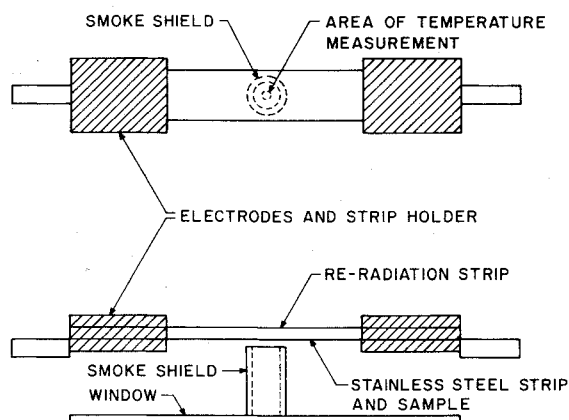 SMOKE SHIELD
AREA OF TEMPERATURE
MEASUREMENT
ELECTRODES AND STRIP HOLDER
RE-RADIATION STRIP
SMOKE SHIELD
WINDOW
STAINLESS STEEL STRIP
AND SAMPLE